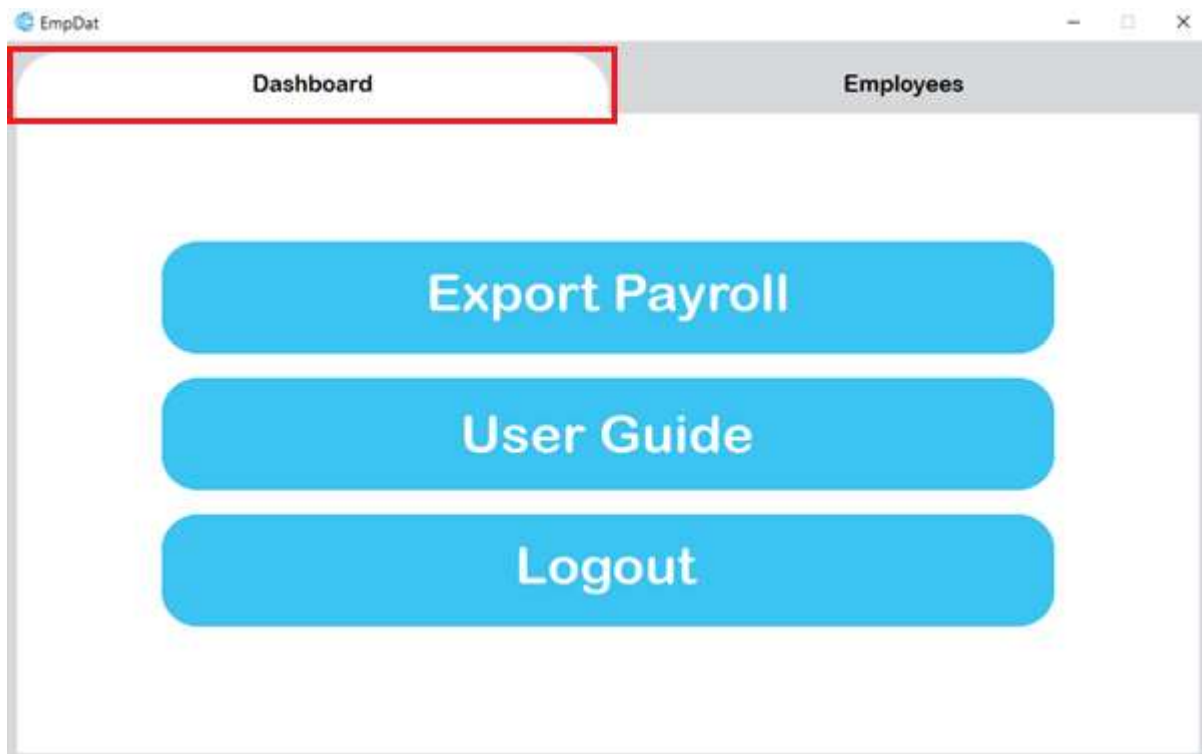 EmpDat
Dashboard
Employees
Export Payroll
User Guide
Logout